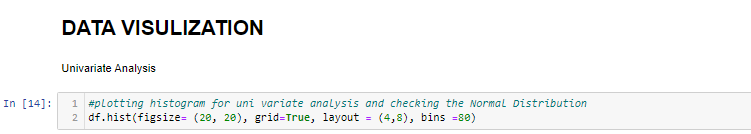 DATA VISULIZATION
Univariate Analysis
In [14]:
1 #plotting histogram for uni variate analysis and checking the Normal Distribution
2 df.hist(figsize= (20, 20), grid=True, layout = (4,8), bins =80)